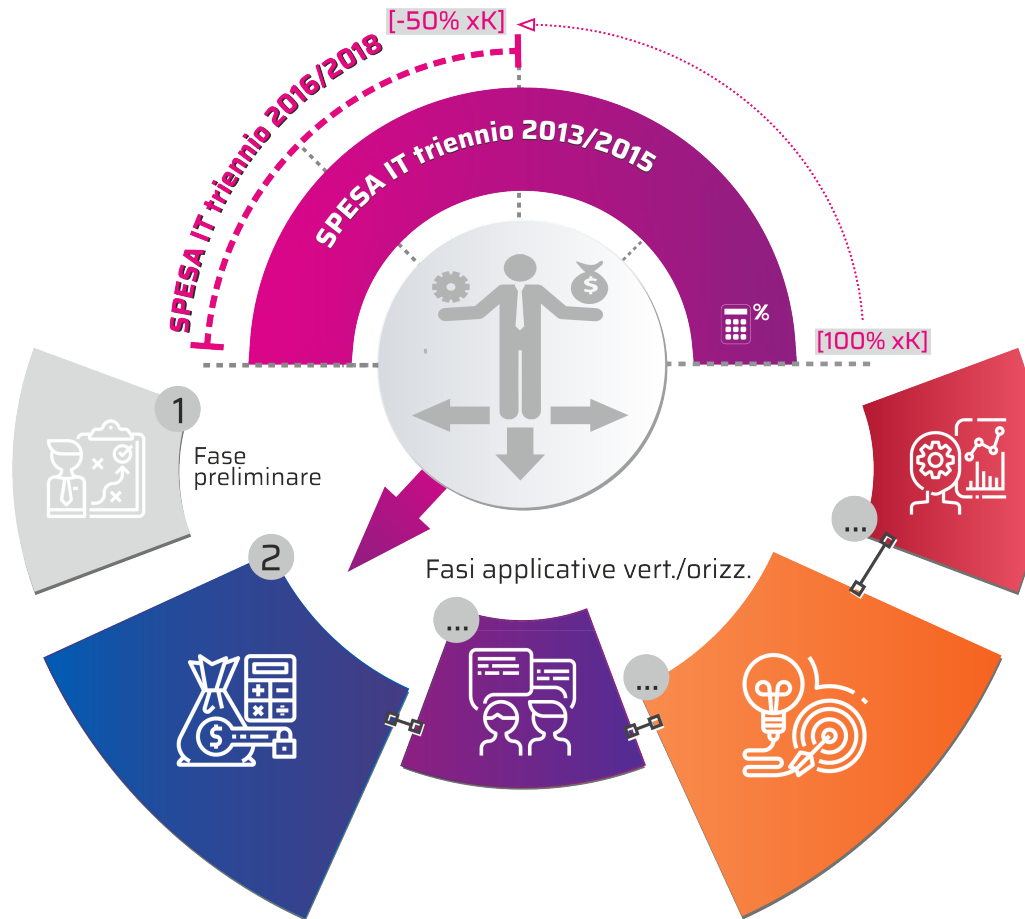 [-50% xK]
SPESA IT triennio 2016/2018
SPESA IT triennio 2013/2015
$
%
[100% xK]
1
Fase
preliminare
...
2
Fasi applicative vert./orizz.
...
...
$